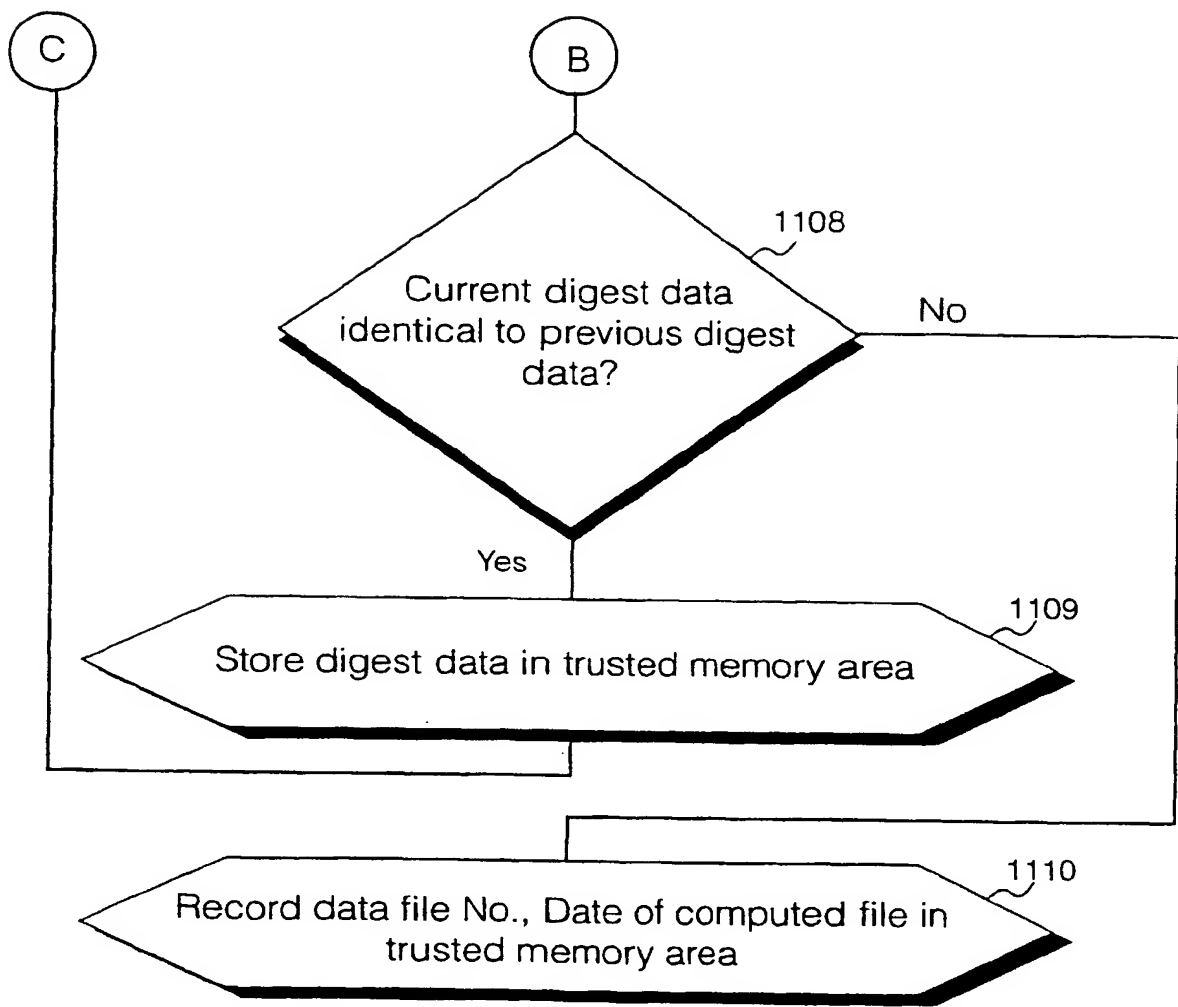 C
B
1108
Current digest data
identical to previous digest
data?
No
Yes
1109
Store digest data in trusted memory area
1110
Record data file No., Date of computed file in
trusted memory area